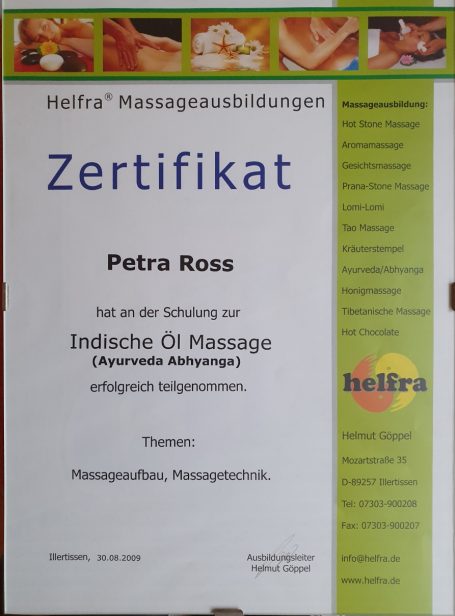 Helfra® Massageausbildungen
Zertifikat
Petra Ross
hat an der Schulung zur
Indische Öl Massage
(Ayurveda Abhyanga)
erfolgreich teilgenommen.
Themen:
Massageaufbau, Massagetechnik.
Illertissen, 30.08.2009
Ausbildungsleiter
Helmut Göppel
Massageausbildung:
Hot Stone Massage
Aromamassage
Gesichtsmassage
Prana-Stone Massage
Lomi-Lomi
Tao Massage
Kräuterstempel
Ayurveda/Abhyanga
Honigmassage
Tibetanische Massage
Hot Chocolate
helfra
Helmut Göppel
Mozartstraße 35
D-89257 Illertissen
Tel: 07303-900208
Fax: 07303-900207
info@helfra.de
www.helfra.de